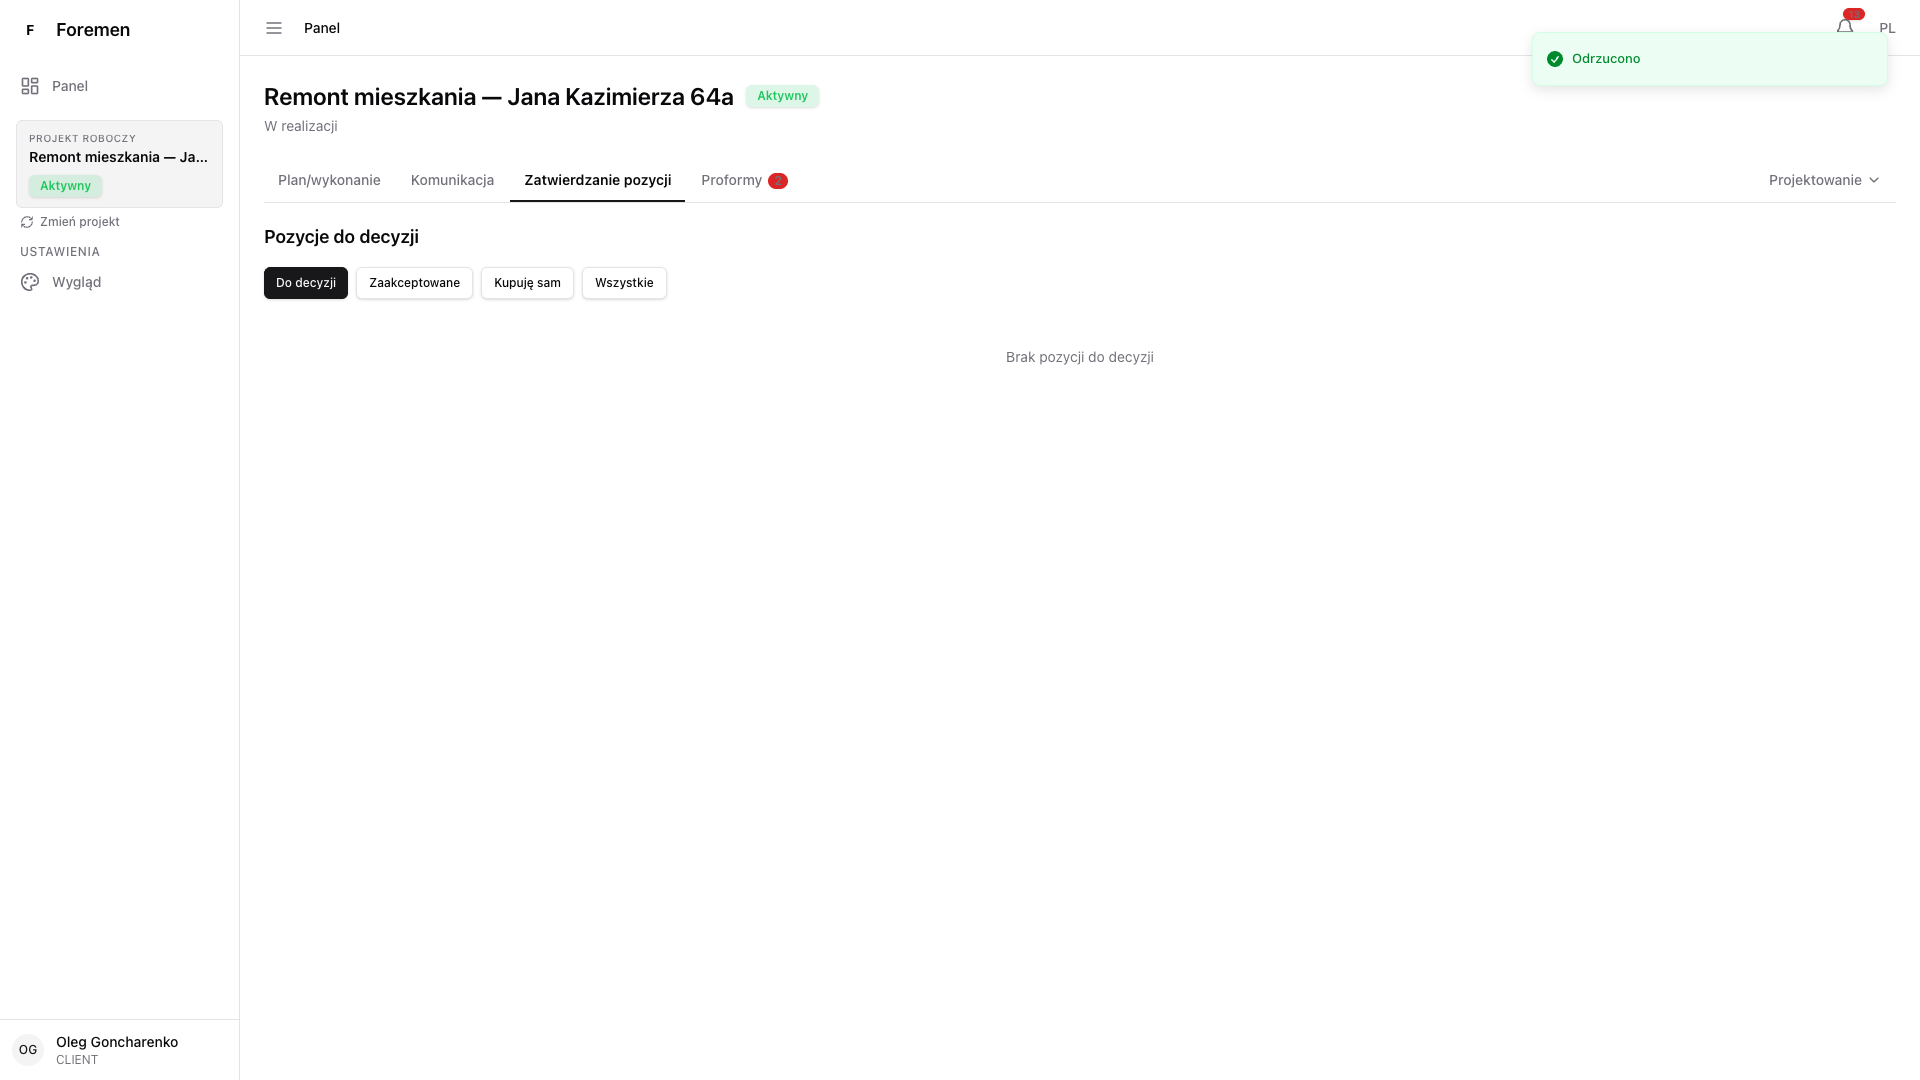 F Foremen
Panel
PROJEKT ROBOCZY
Remont mieszkania — Ja...
Aktywny
Zmień projekt
USTAWIENIA
Wygląd
OG
Oleg Goncharenko
CLIENT
Panel
PL
Odrzucono
Remont mieszkania — Jana Kazimierza 64a Aktywny
W realizacji
Plan/wykonanie Komunikacja Zatwierdzanie pozycji Proformy 2 Projektowanie
Pozycje do decyzji
Do decyzji Zaakceptowane Kupuję sam Wszystkie
Brak pozycji do decyzji